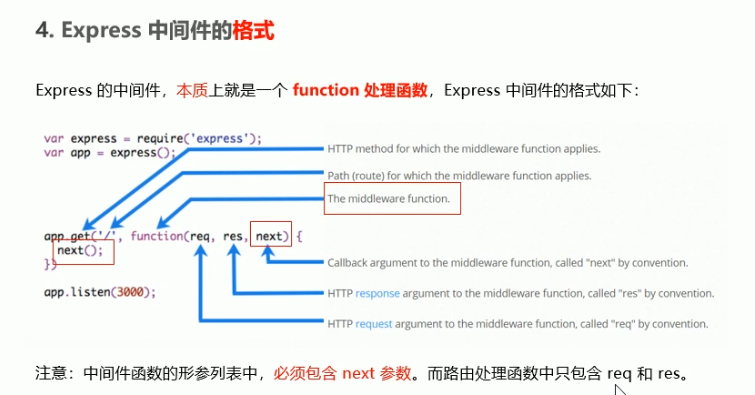 4. Express 中间件的格式
Express 的中间件，本质上就是一个 function 处理函数，Express 中间件的格式如下：
var express = require('express');
var app = express();
HTTP method for which the middleware function applies.
Path (route) for which the middleware function applies.
The middleware function.
app.get('/', function(req, res, next) {
next();
})
Callback argument to the middleware function, called "next" by convention.
app.listen(3000);
HTTP response argument to the middleware function, called "res" by convention.
HTTP request argument to the middleware function, called "req" by convention.
注意：中间件函数的形参列表中，必须包含 next 参数。而路由处理函数中只包含 req 和 res。